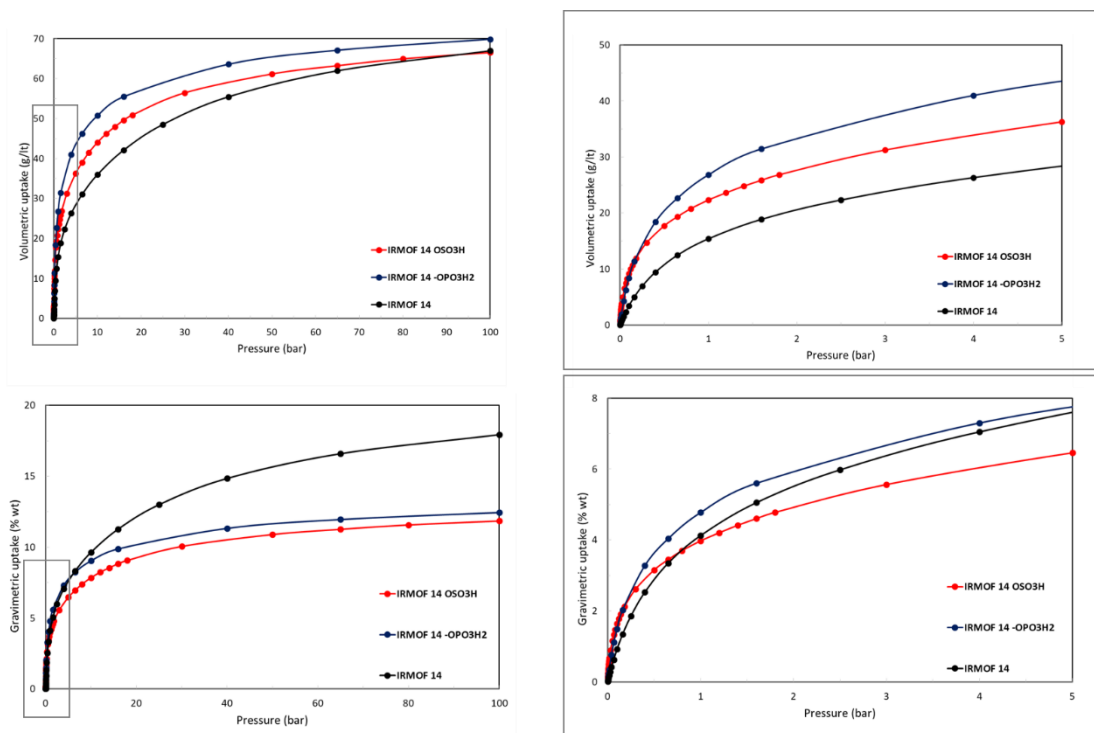 70
60
50
40
30
20
10
0
0 10 20 30 40 50 60 70 80 90 100
Volumetric uptake (g/lt)
Pressure (bar)
IRMOF 14 OSO3H
IRMOF 14 -OPO3H2
IRMOF 14
50
40
30
20
10
0
0 1 2 3 4 5
Volumetric uptake (g/lt)
Pressure (bar)
IRMOF 14 OSO3H
IRMOF 14 -OPO3H2
IRMOF 14
20
15
10
5
0
0 20 40 60 80 100
Gravimetric uptake (% wt)
Pressure (bar)
IRMOF 14 OSO3H
IRMOF 14 -OPO3H2
IRMOF 14
8
6
4
2
0
0 1 2 3 4 5
Gravimetric uptake (% wt)
Pressure (bar)
IRMOF 14 OSO3H
IRMOF 14 -OPO3H2
IRMOF 14